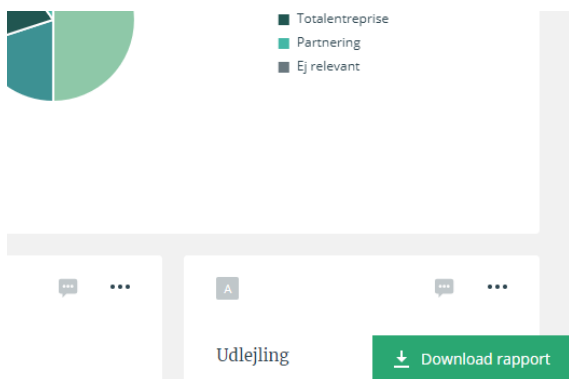 Totalentreprise
Partnering
Ej relevant
A
Udlejling
Download rapport